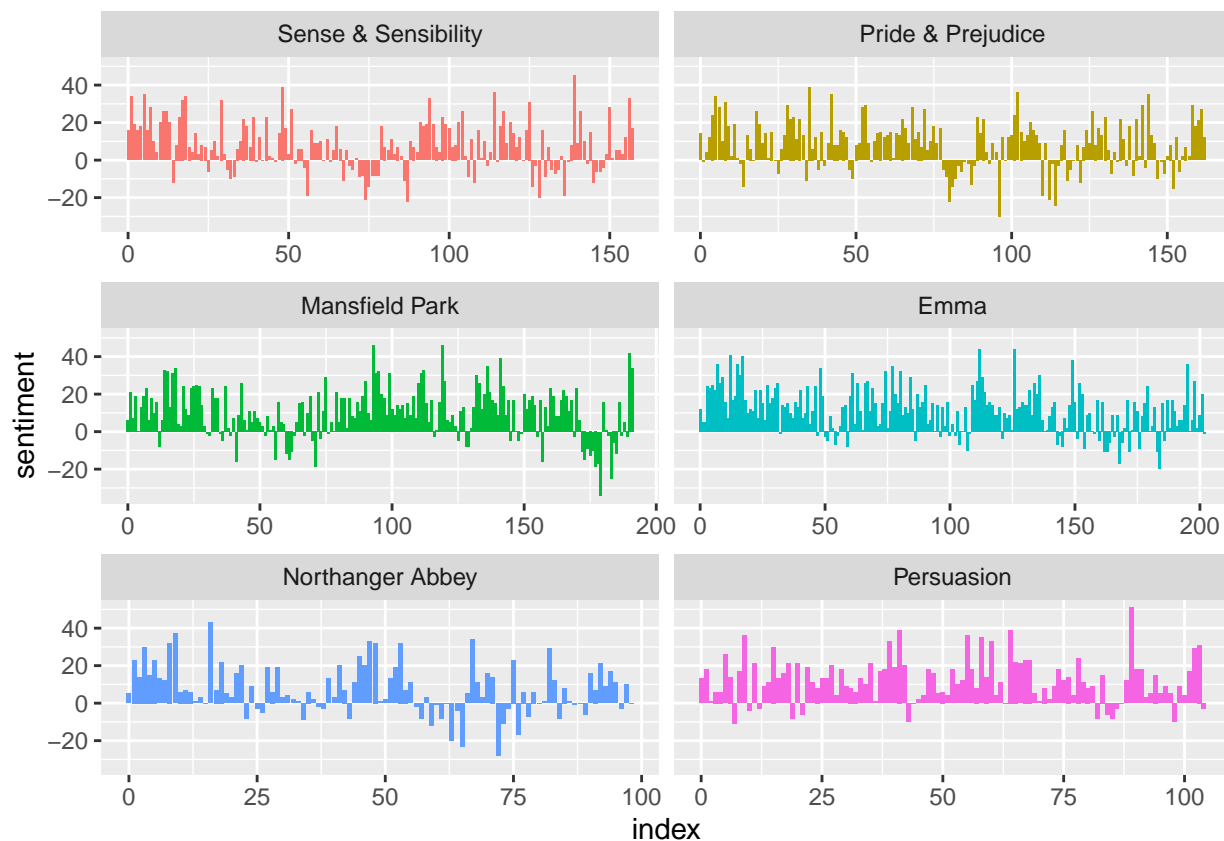 Sense & Sensibility
Pride & Prejudice
40
20
0
−20
0 50 100 150
0 50 100 150
Mansfield Park
Emma
40
20
0
−20
0 50 100 150 200
0 50 100 150 200
Northanger Abbey
Persuasion
40
20
0
−20
0 25 50 75 100
0 25 50 75 100
sentiment
index